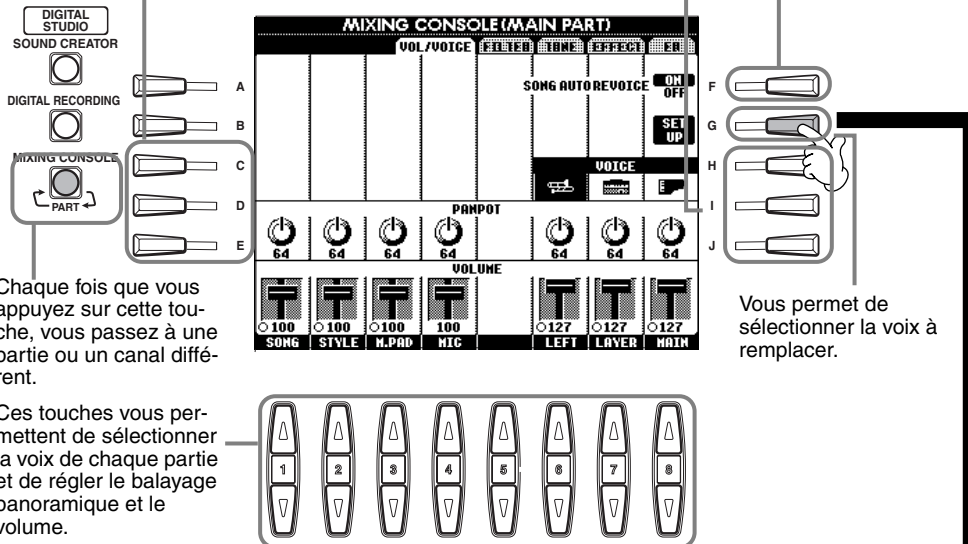 DIGITAL
STUDIO
SOUND CREATOR
DIGITAL RECORDING
MIXING CONSOLE
PART
A
B
C
D
E
MIXING CONSOLE(MAIN PART)
VOL/VOICE FILTER TUNE EFFECT EQ
SONG AUTO REVOICE ON
OFF
SET
UP
VOICE
PANPOT
64 64 64 64 64 64 64
VOLUME
100 100 100 100 127 127 127
SONG STYLE M.PAD MIC LEFT LAYER MAIN
F
G
H
I
J
Chaque fois que vous
appuyez sur cette tou-
che, vous passez à une
partie ou un canal diffé-
rent.
Ces touches vous per-
mettent de sélectionner
la voix de chaque partie
et de régler le balayage
panoramique et le
volume.
Vous permet de
sélectionner la voix à
remplacer.
1 2 3 4 5 6 7 8